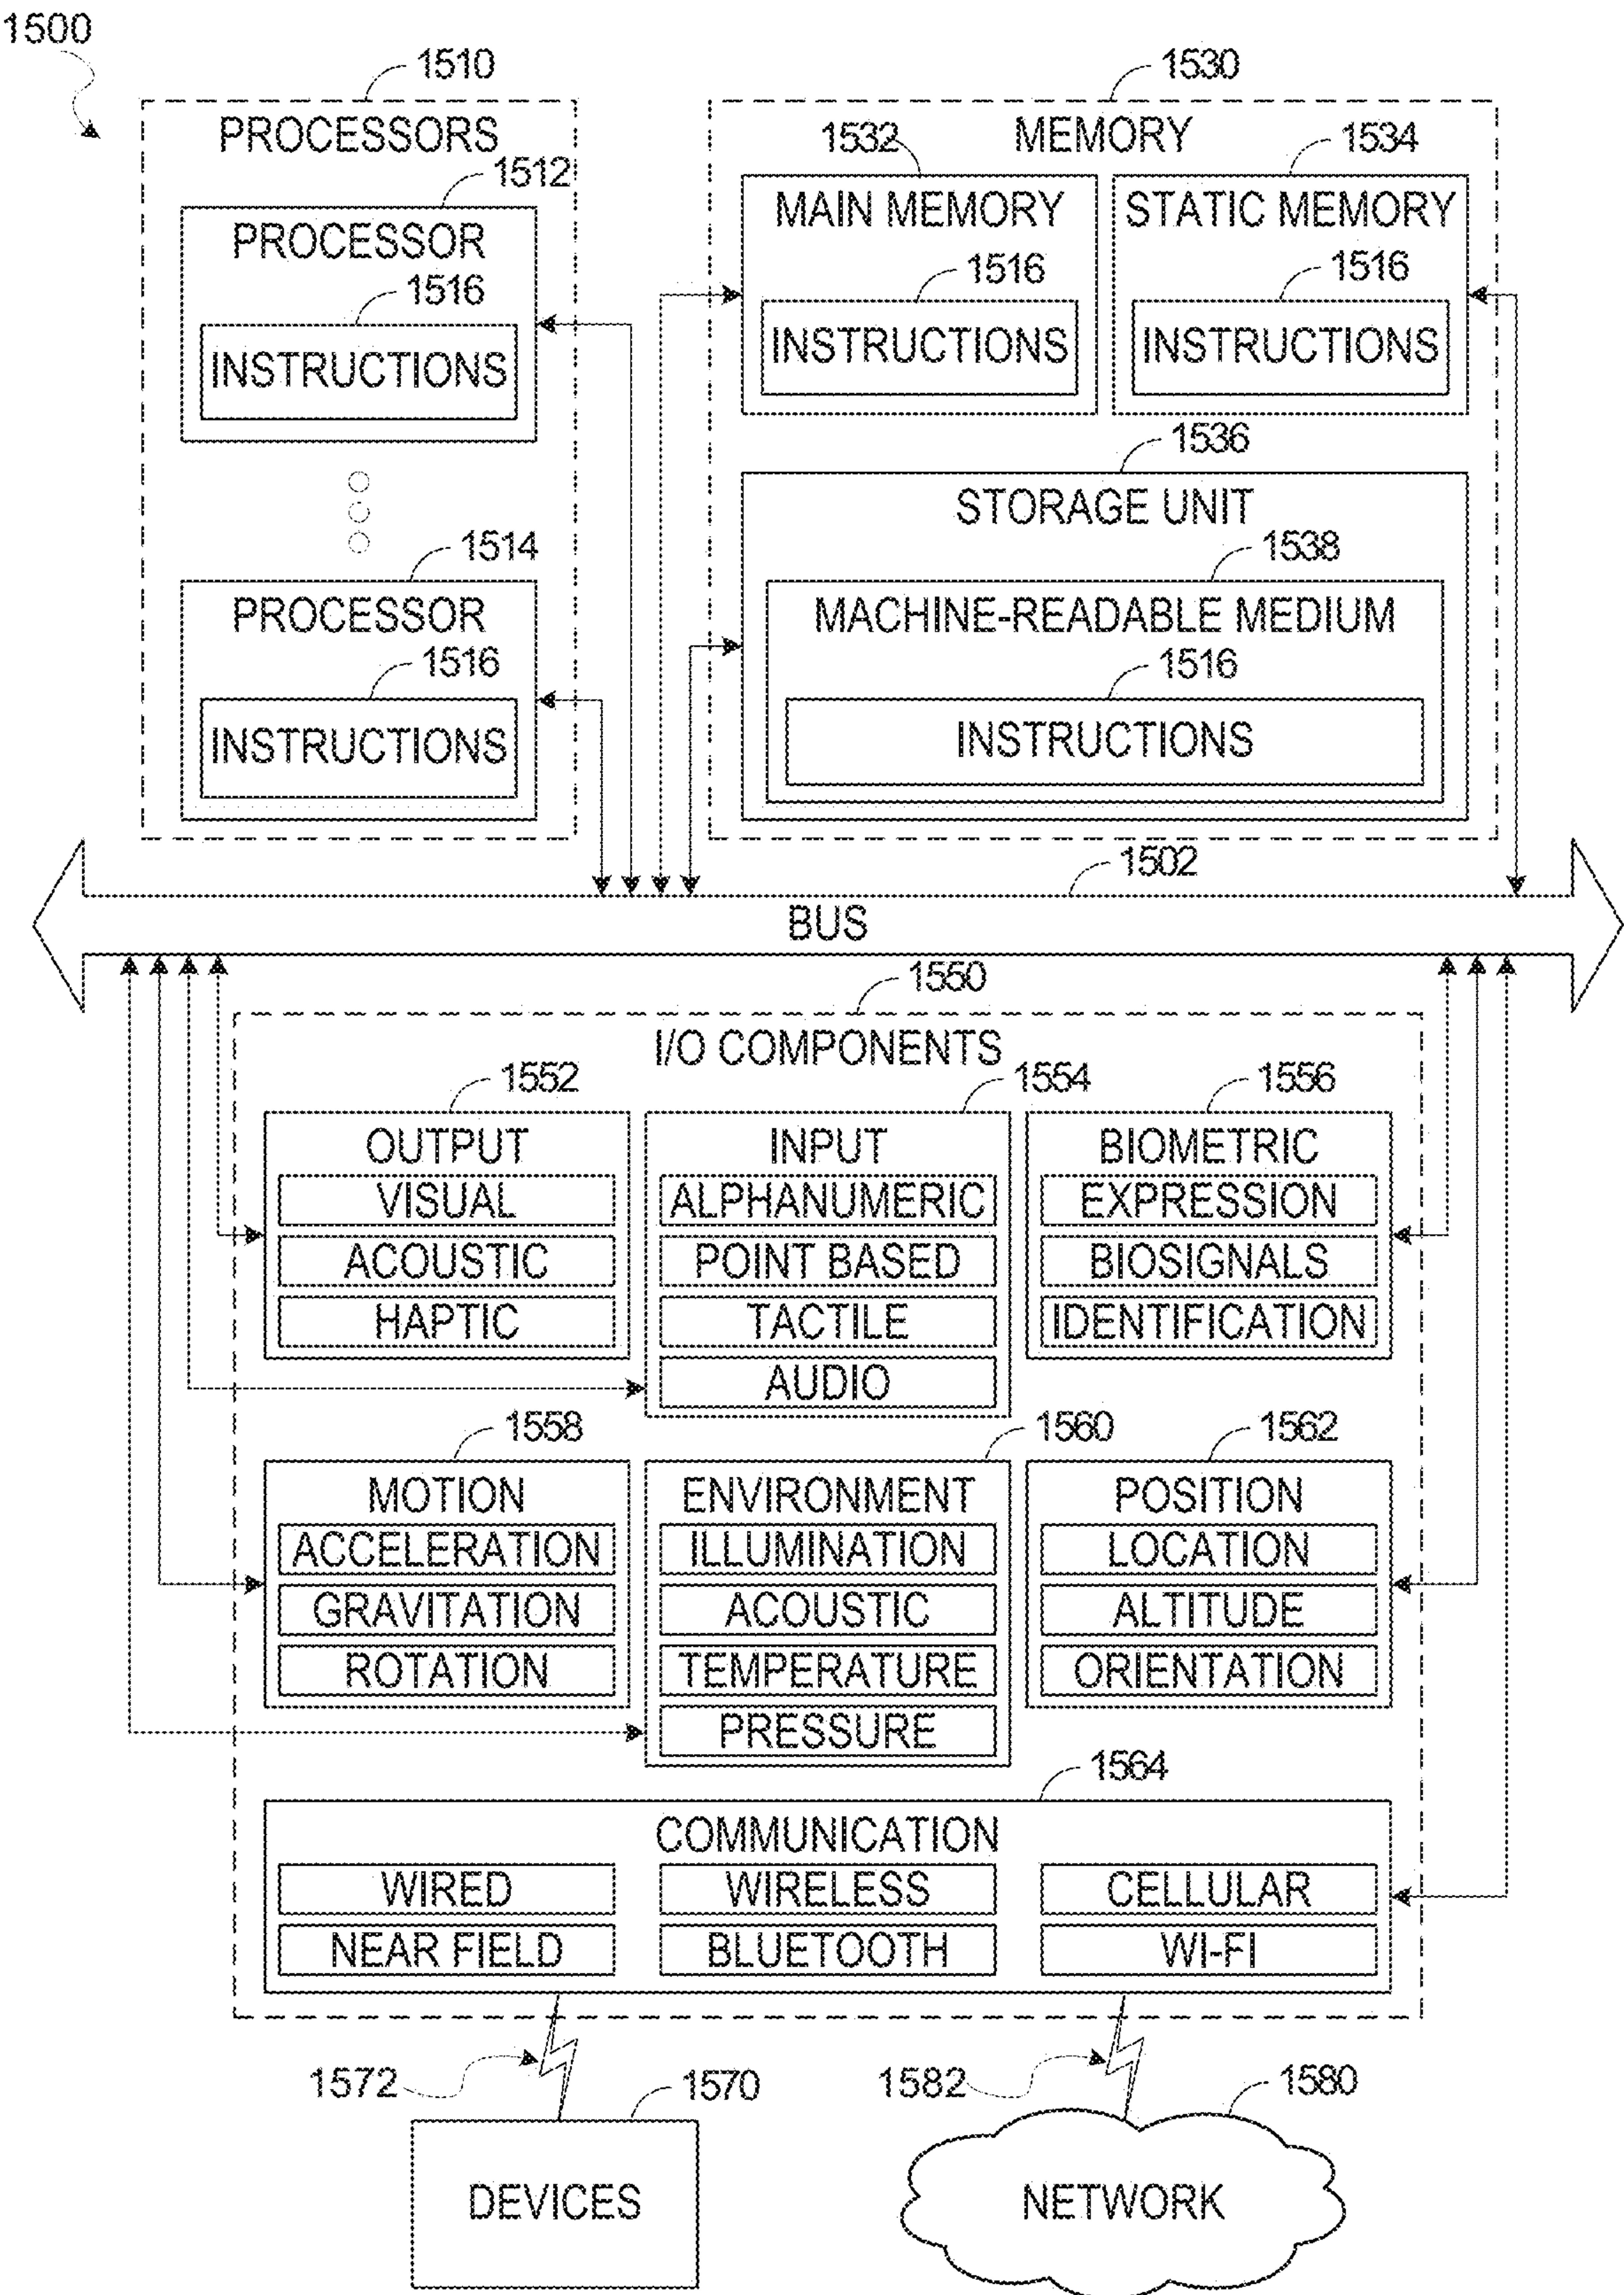 1500
1510
1530
PROCESSORS
MEMORY
1512
1532
1534
PROCESSOR
MAIN MEMORY
STATIC MEMORY
1516
1516
1516
INSTRUCTIONS
INSTRUCTIONS
INSTRUCTIONS
1536
STORAGE UNIT
1514
1538
PROCESSOR
MACHINE-READABLE MEDIUM
1516
1516
INSTRUCTIONS
INSTRUCTIONS
1502
BUS
1550
I/O COMPONENTS
1552
1554
1556
OUTPUT
INPUT
BIOMETRIC
VISUAL
ALPHANUMERIC
EXPRESSION
ACOUSTIC
POINT BASED
BIOSIGNALS
HAPTIC
TACTILE
IDENTIFICATION
AUDIO
1558
1560
1562
MOTION
ENVIRONMENT
POSITION
ACCELERATION
ILLUMINATION
LOCATION
GRAVITATION
ACOUSTIC
ALTITUDE
ROTATION
TEMPERATURE
ORIENTATION
PRESSURE
1564
COMMUNICATION
WIRED
WIRELESS
CELLULAR
NEAR FIELD
BLUETOOTH
WI-FI
1572
1570
1582
1580
DEVICES
NETWORK